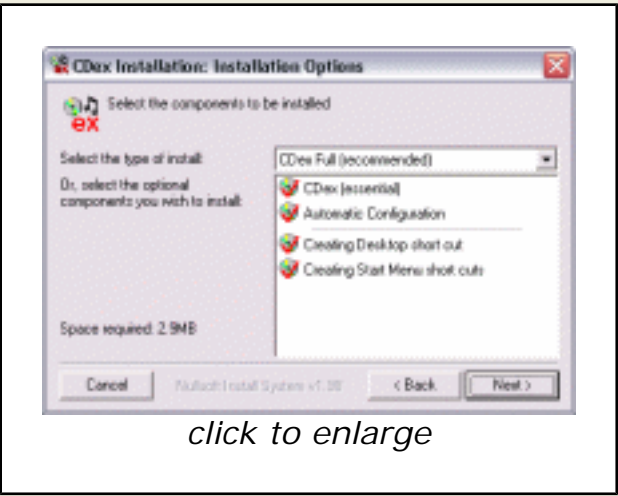 CDex Installation: Installation Options
Select the components to be installed
ex
Select the type of install:
CDex Full (recommended)
Or, select the optional
components you wish to install:
CDex (essential)
Automatic Configuration
Creating Desktop short cut
Creating Start Menu short cuts
Space required: 2.9MB
Cancel
Nullsoft Install System
< Back
Next >
click to enlarge